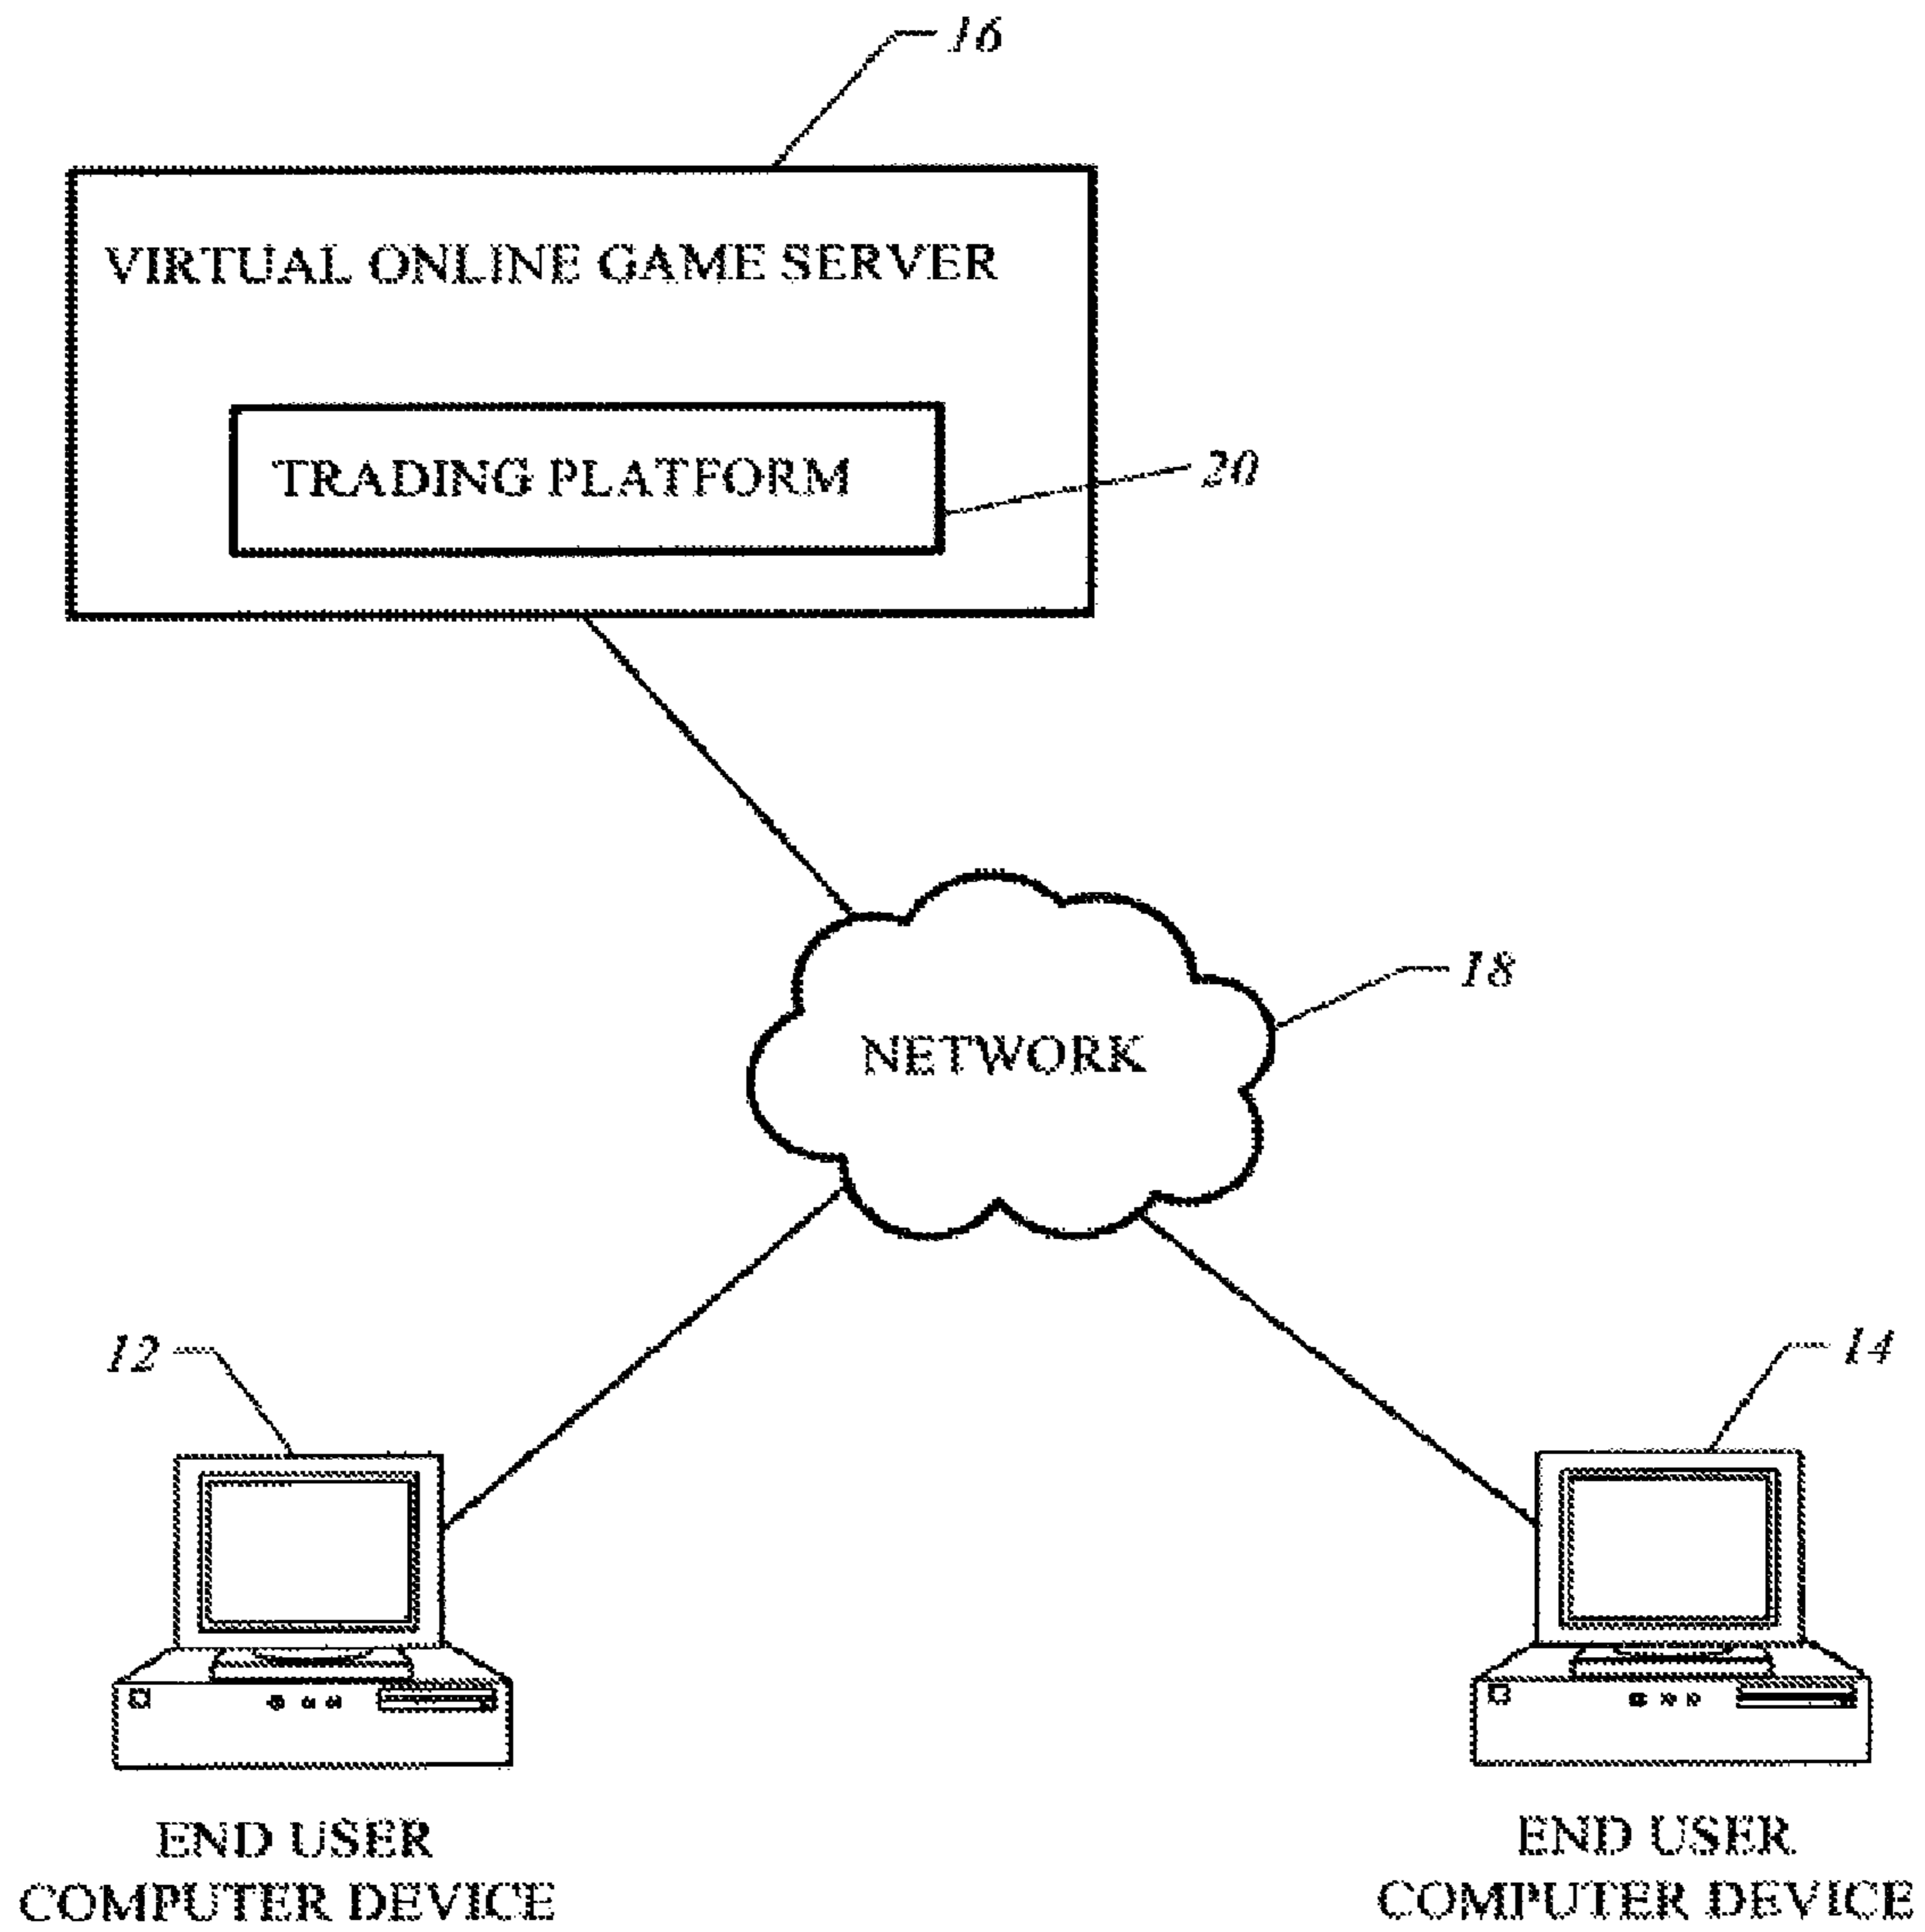 16
VIRTUAL ONLINE GAME SERVER
TRADING PLATFORM
20
18
NETWORK
12
14
END USER
COMPUTER DEVICE
END USER
COMPUTER DEVICE